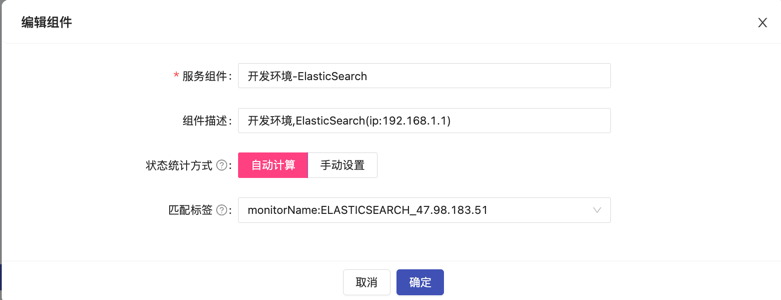 编辑组件
* 服务组件: 开发环境-ElasticSearch
组件描述: 开发环境,ElasticSearch(ip:192.168.1.1)
状态统计方式 ? : 自动计算 手动设置
匹配标签 ? : monitorName:ELASTICSEARCH_47.98.183.51
取消 确定